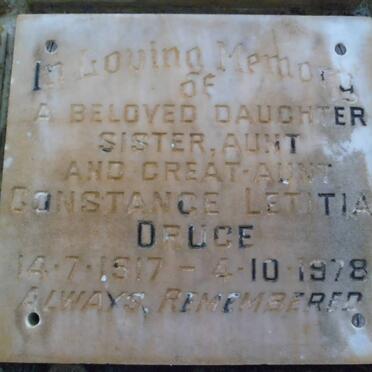 In Loving Memory
of
A BELOVED DAUGHTER
SISTER, AUNT
AND GREAT-AUNT
CONSTANCE LETITIA
DRUCE
14·7·1917 - 4·10·1978
ALWAYS REMEMBERED